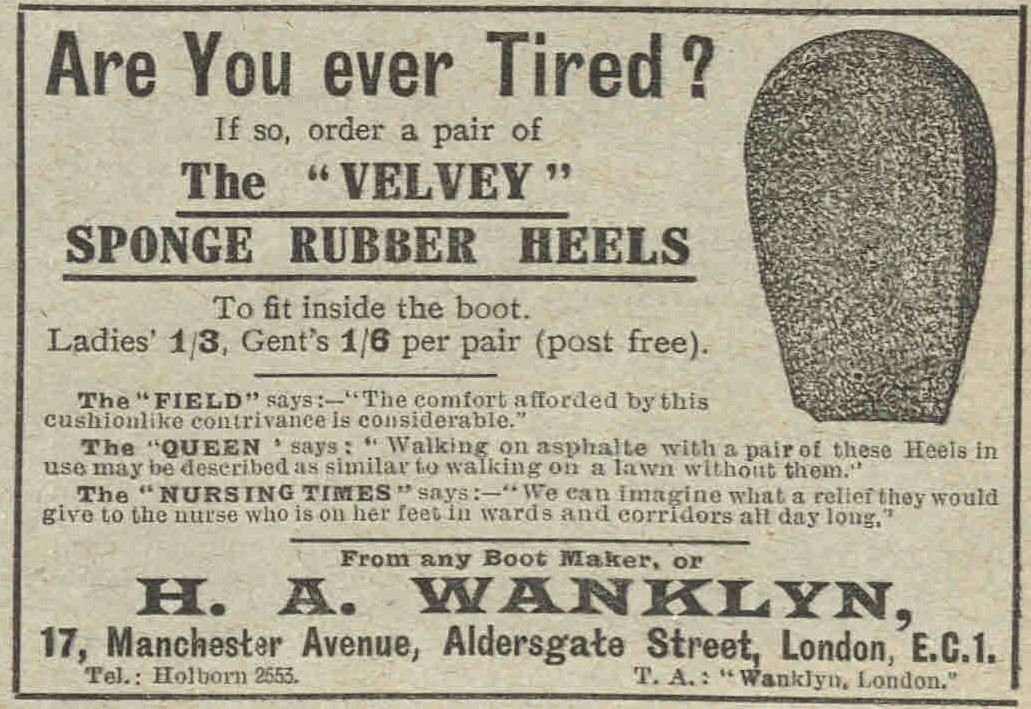 Are You ever Tired?
If so, order a pair of
The "VELVEY"
SPONGE RUBBER HEELS
To fit inside the boot.
Ladies' 1/3, Gent's 1/6 per pair (post free).
The "FIELD" says:—"The comfort afforded by this
cushionlike contrivance is considerable."
The "QUEEN' says: "Walking on asphalte with a pair of these Heels in
use may be described as similar to walking on a lawn without them."
The "NURSING TIMES" says:—"We can imagine what a relief they would
give to the nurse who is on her feet in wards and corridors all day long."
From any Boot Maker, or
H. A. WANKLYN,
17, Manchester Avenue, Aldersgate Street, London, E.C.1.
Tel.: Holborn 2553. T. A.: "Wanklyn, London."